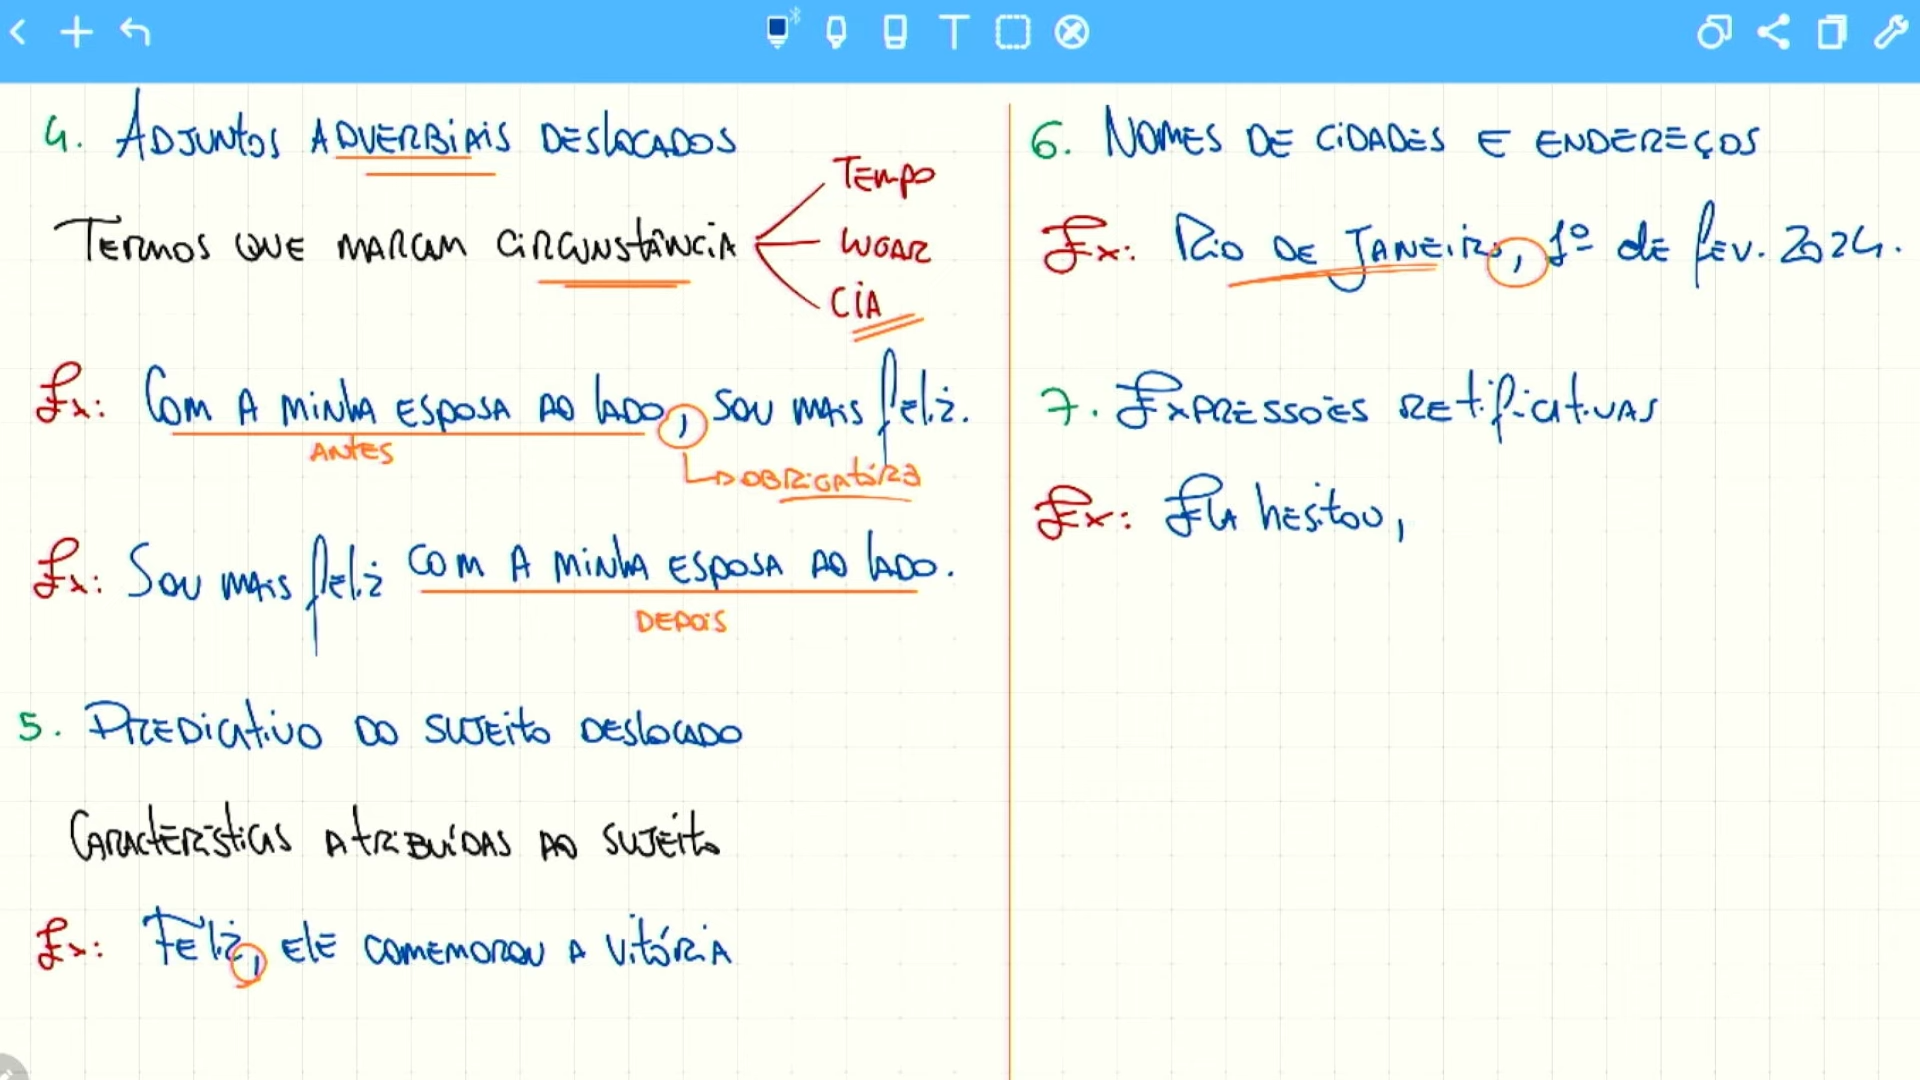 4. ADJUNTOS ADVERBIAIS DESLOCADOS
TERMOS QUE MARCAM CIRCUNSTÂNCIA
TEMPO
LUGAR
CIA
Ex: COM A MINHA ESPOSA AO LADO, SOU MAIS FELIZ.
ANTES
OBRIGATÓRIA
Ex: SOU MAIS FELIZ COM A MINHA ESPOSA AO LADO.
DEPOIS
5. PREDICATIVO DO SUJEITO DESLOCADO
CARACTERÍSTICAS ATRIBUÍDAS AO SUJEITO
Ex: FELIZ, ELE COMEMOROU A VITÓRIA
6. NOMES DE CIDADES E ENDEREÇOS
Ex: RIO DE JANEIRO, 1º DE FEV. 2024.
7. EXPRESSÕES RETIFICATIVAS
Ex: ELA HESITOU,